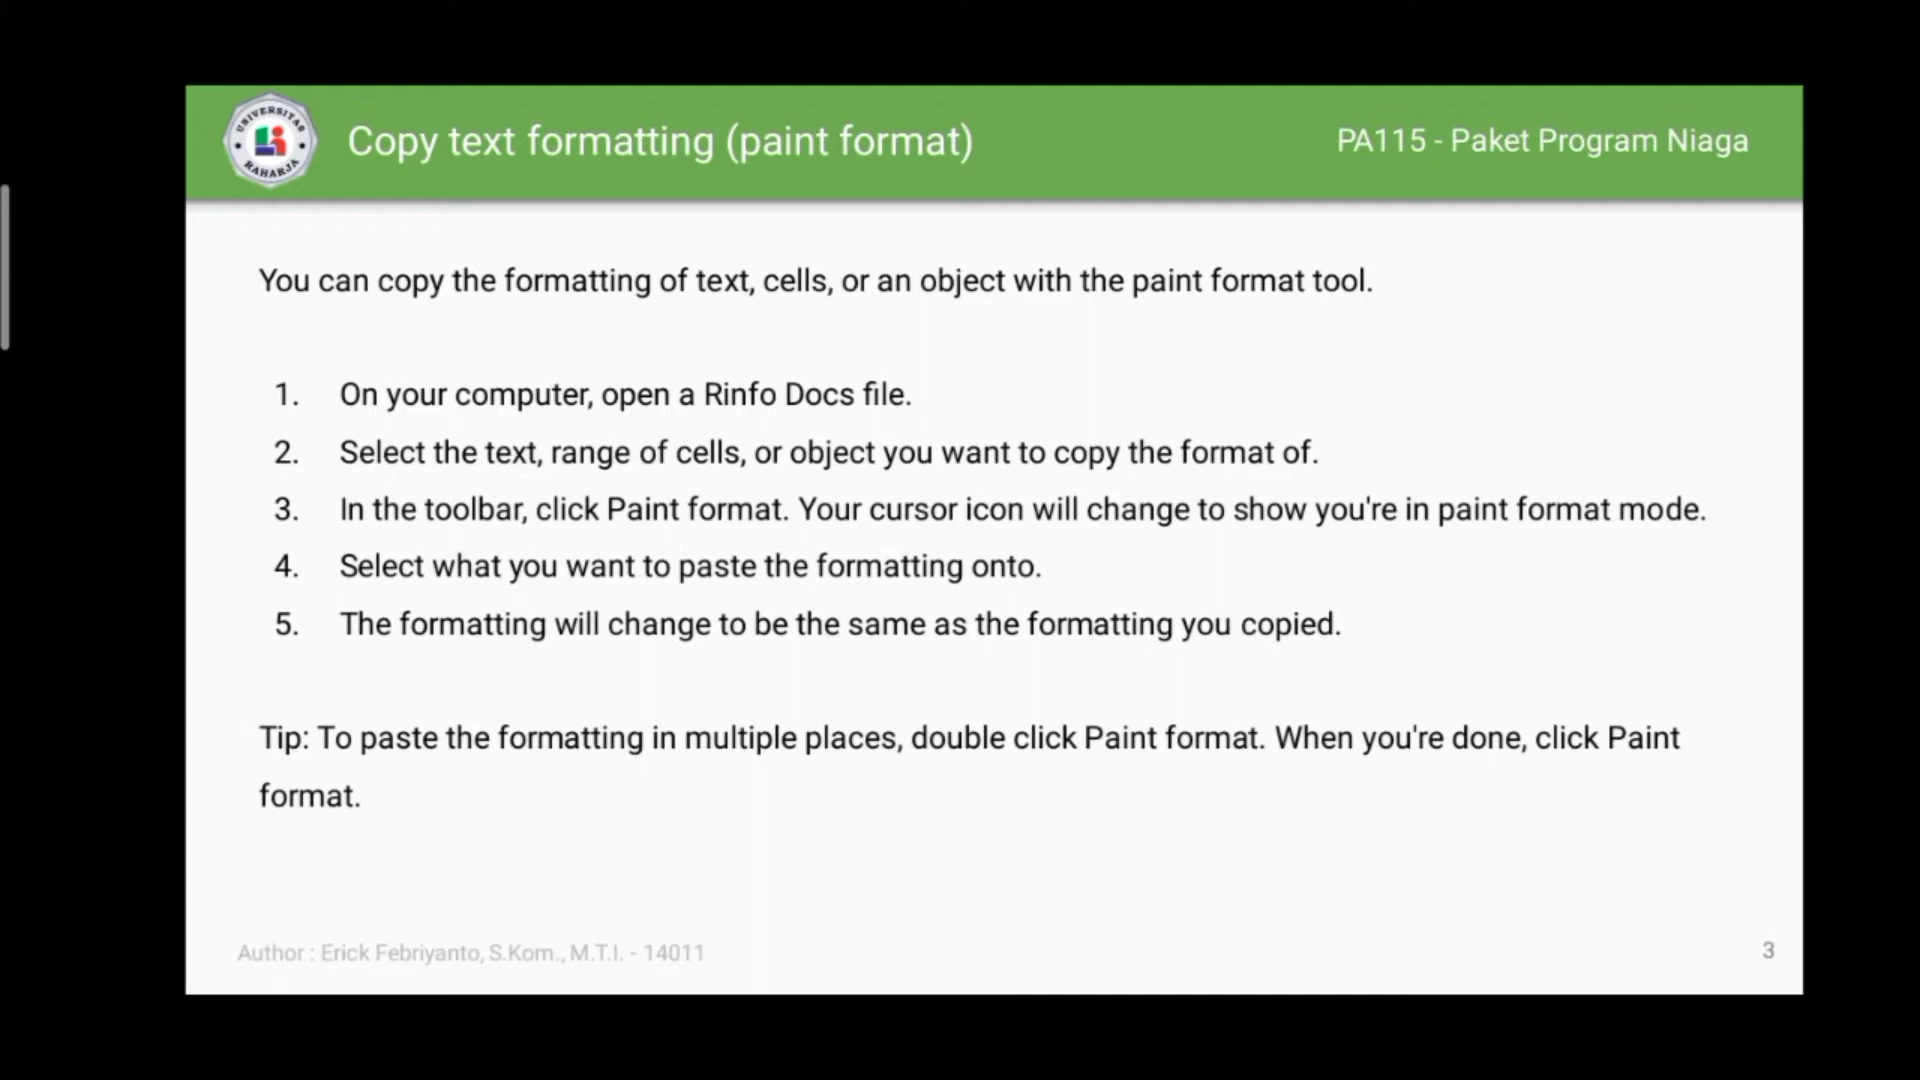 UNIVERSITAS
RAHARJA
Copy text formatting (paint format)
PA115 - Paket Program Niaga
You can copy the formatting of text, cells, or an object with the paint format tool.
1. On your computer, open a Rinfo Docs file.
2. Select the text, range of cells, or object you want to copy the format of.
3. In the toolbar, click Paint format. Your cursor icon will change to show you're in paint format mode.
4. Select what you want to paste the formatting onto.
5. The formatting will change to be the same as the formatting you copied.
Tip: To paste the formatting in multiple places, double click Paint format. When you're done, click Paint
format.
Author : Erick Febriyanto, S.Kom., M.T.I. - 14011
3